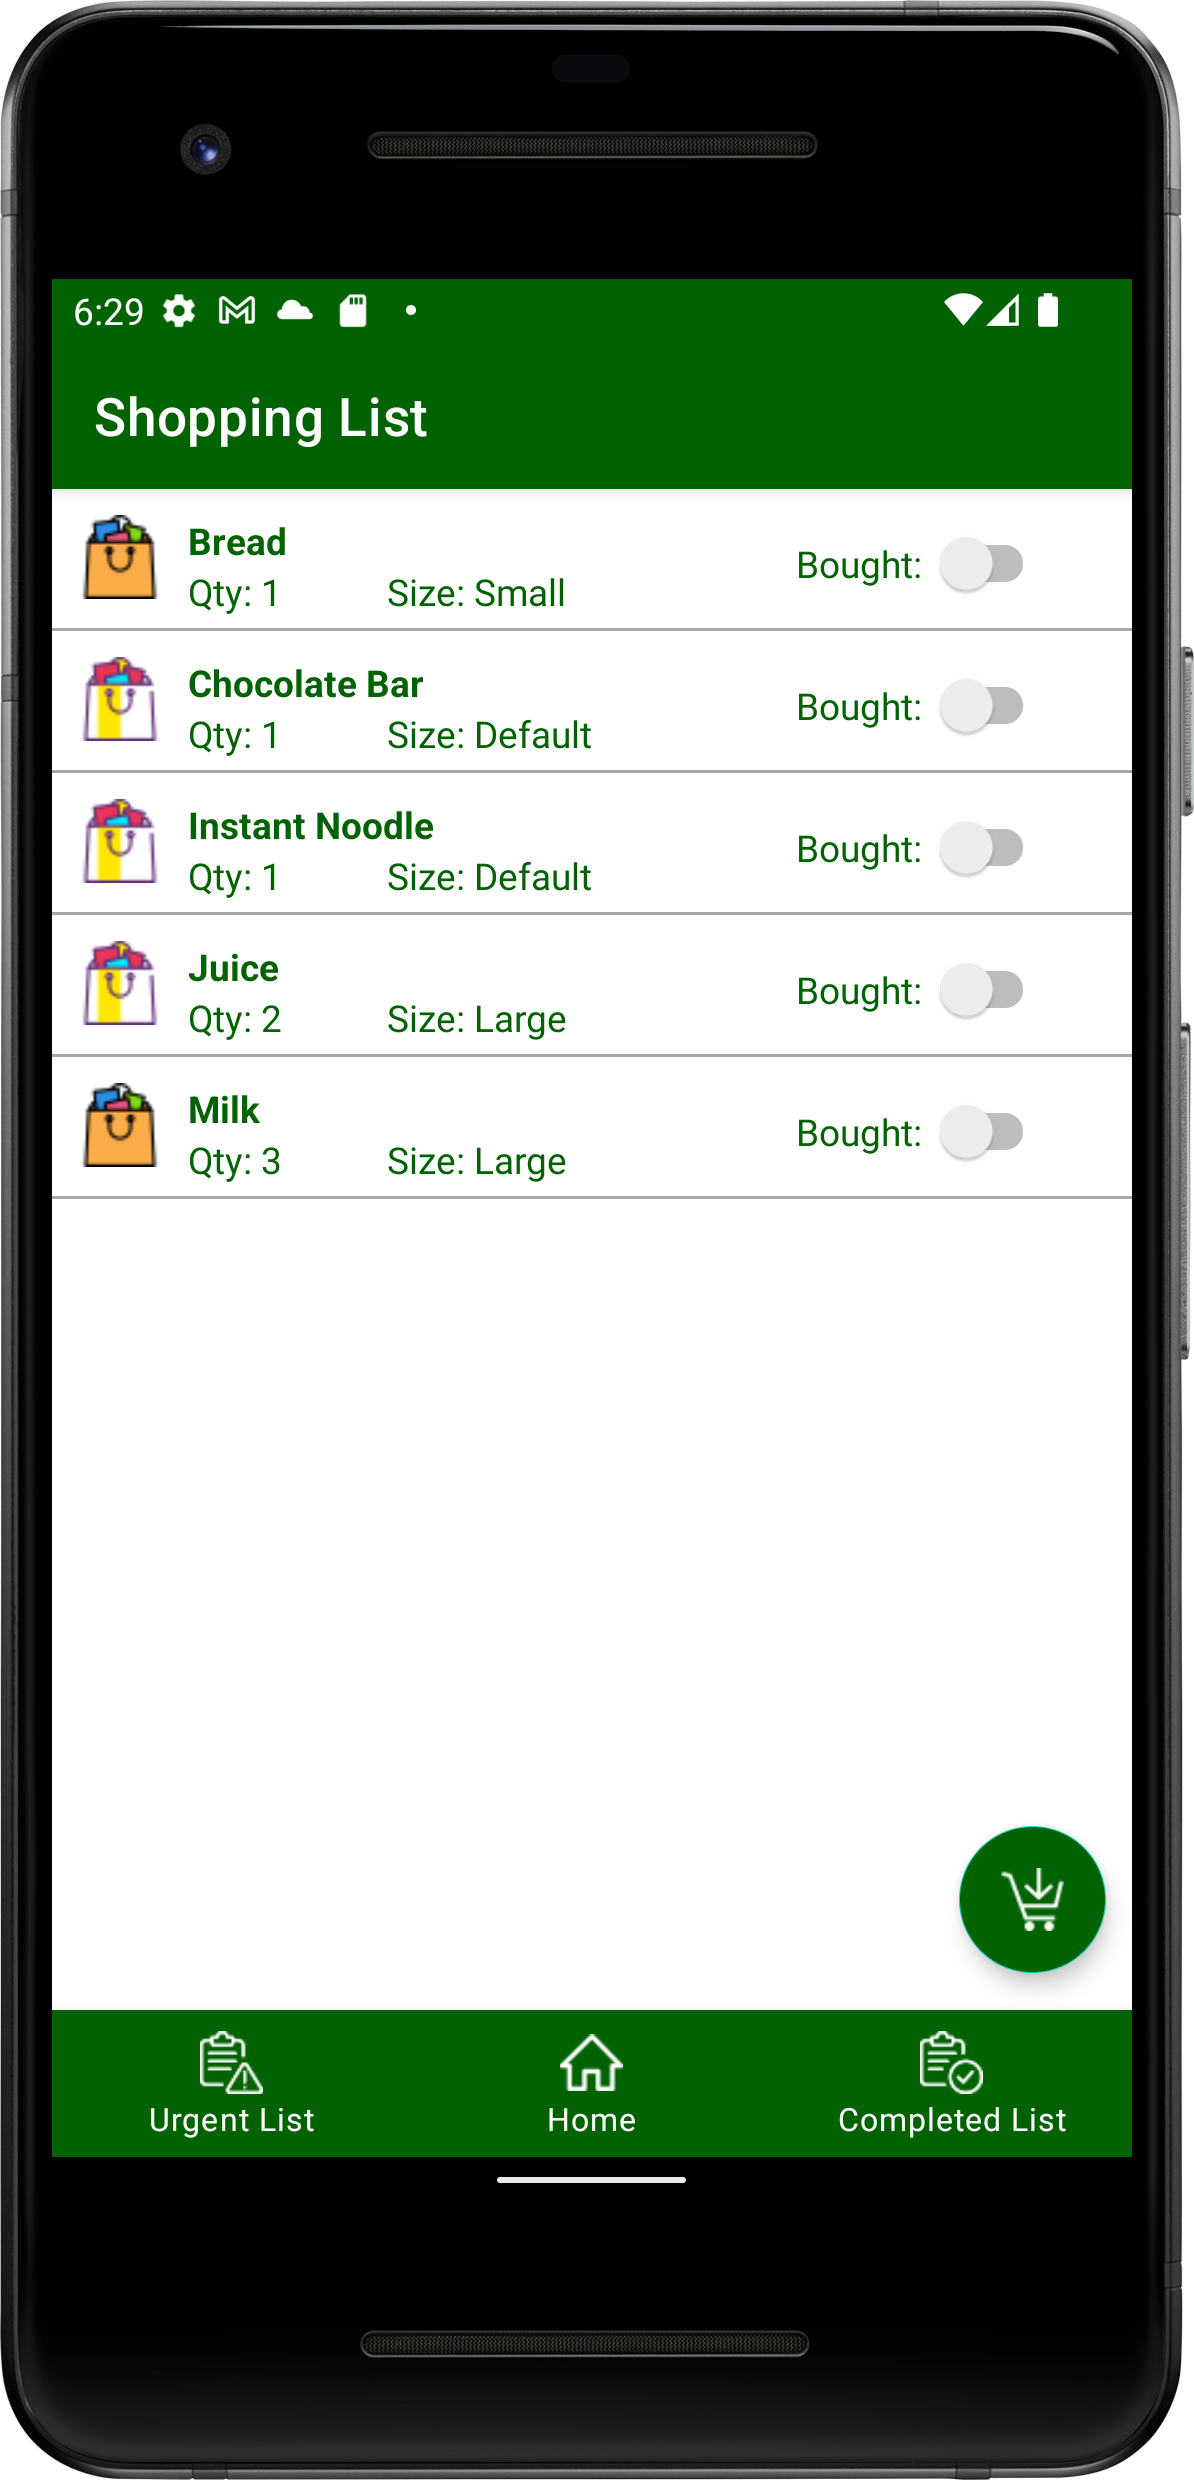 6:29
Shopping List
Bread
Qty: 1 Size: Small Bought:
Chocolate Bar
Qty: 1 Size: Default Bought:
Instant Noodle
Qty: 1 Size: Default Bought:
Juice
Qty: 2 Size: Large Bought:
Milk
Qty: 3 Size: Large Bought:
Urgent List Home Completed List